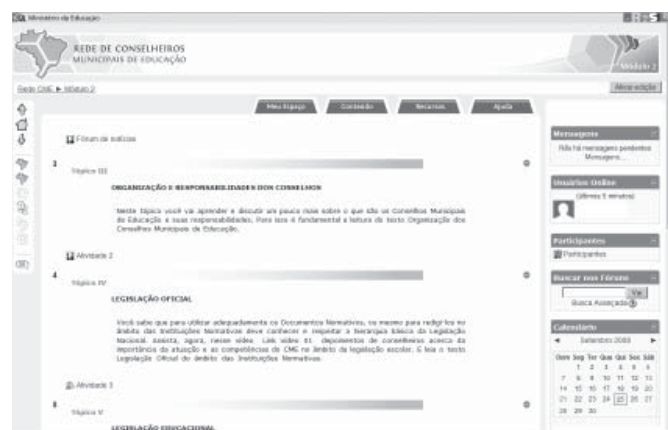 Ministério da Educação
REDE DE CONSELHEIROS
MUNICIPAIS DE EDUCAÇÃO
Módulo 2
Rede CME ► Módulo 2
Ativar edição
Meu Espaço
Conteúdo
Recursos
Ajuda
Fórum de notícias
3
Tópico III
ORGANIZAÇÃO E RESPONSABILIDADES DOS CONSELHOS
Neste tópico você vai aprender e discutir um pouco mais sobre o que são os Conselhos Municipais
de Educação e suas responsabilidades. Para isso é fundamental a leitura do texto Organização dos
Conselhos Municipais de Educação.
Atividade 2
4
Tópico IV
LEGISLAÇÃO OFICIAL
Você sabe que para utilizar adequadamente os Documentos Normativos, ou mesmo para redigi-los no
âmbito das Instituições Normativas deve conhecer e respeitar a hierarquia básica da Legislação
Nacional. Assista, agora, nesse vídeo Link vídeo 01 depoimentos de conselheiros acerca da
importância da atuação e as competências do CME no âmbito da legislação escolar. E leia o texto
Legislação Oficial do âmbito das Instituições Normativas.
Atividade 3
Tópico V
LEGISLAÇÃO EDUCACIONAL
Mensagens
Não há mensagens pendentes
Mensagens...
Usuários Online
(últimos 5 minutos)
Participantes
Participantes
Buscar nos Fóruns
Vai
Busca Avançada
Calendário
◄ Setembro 2008 ►
Dom Seg Ter Qua Qui Sex Sáb
1 2 3 4 5 6
7 8 9 10 11 12 13
14 15 16 17 18 19 20
21 22 23 24 25 26 27
28 29 30